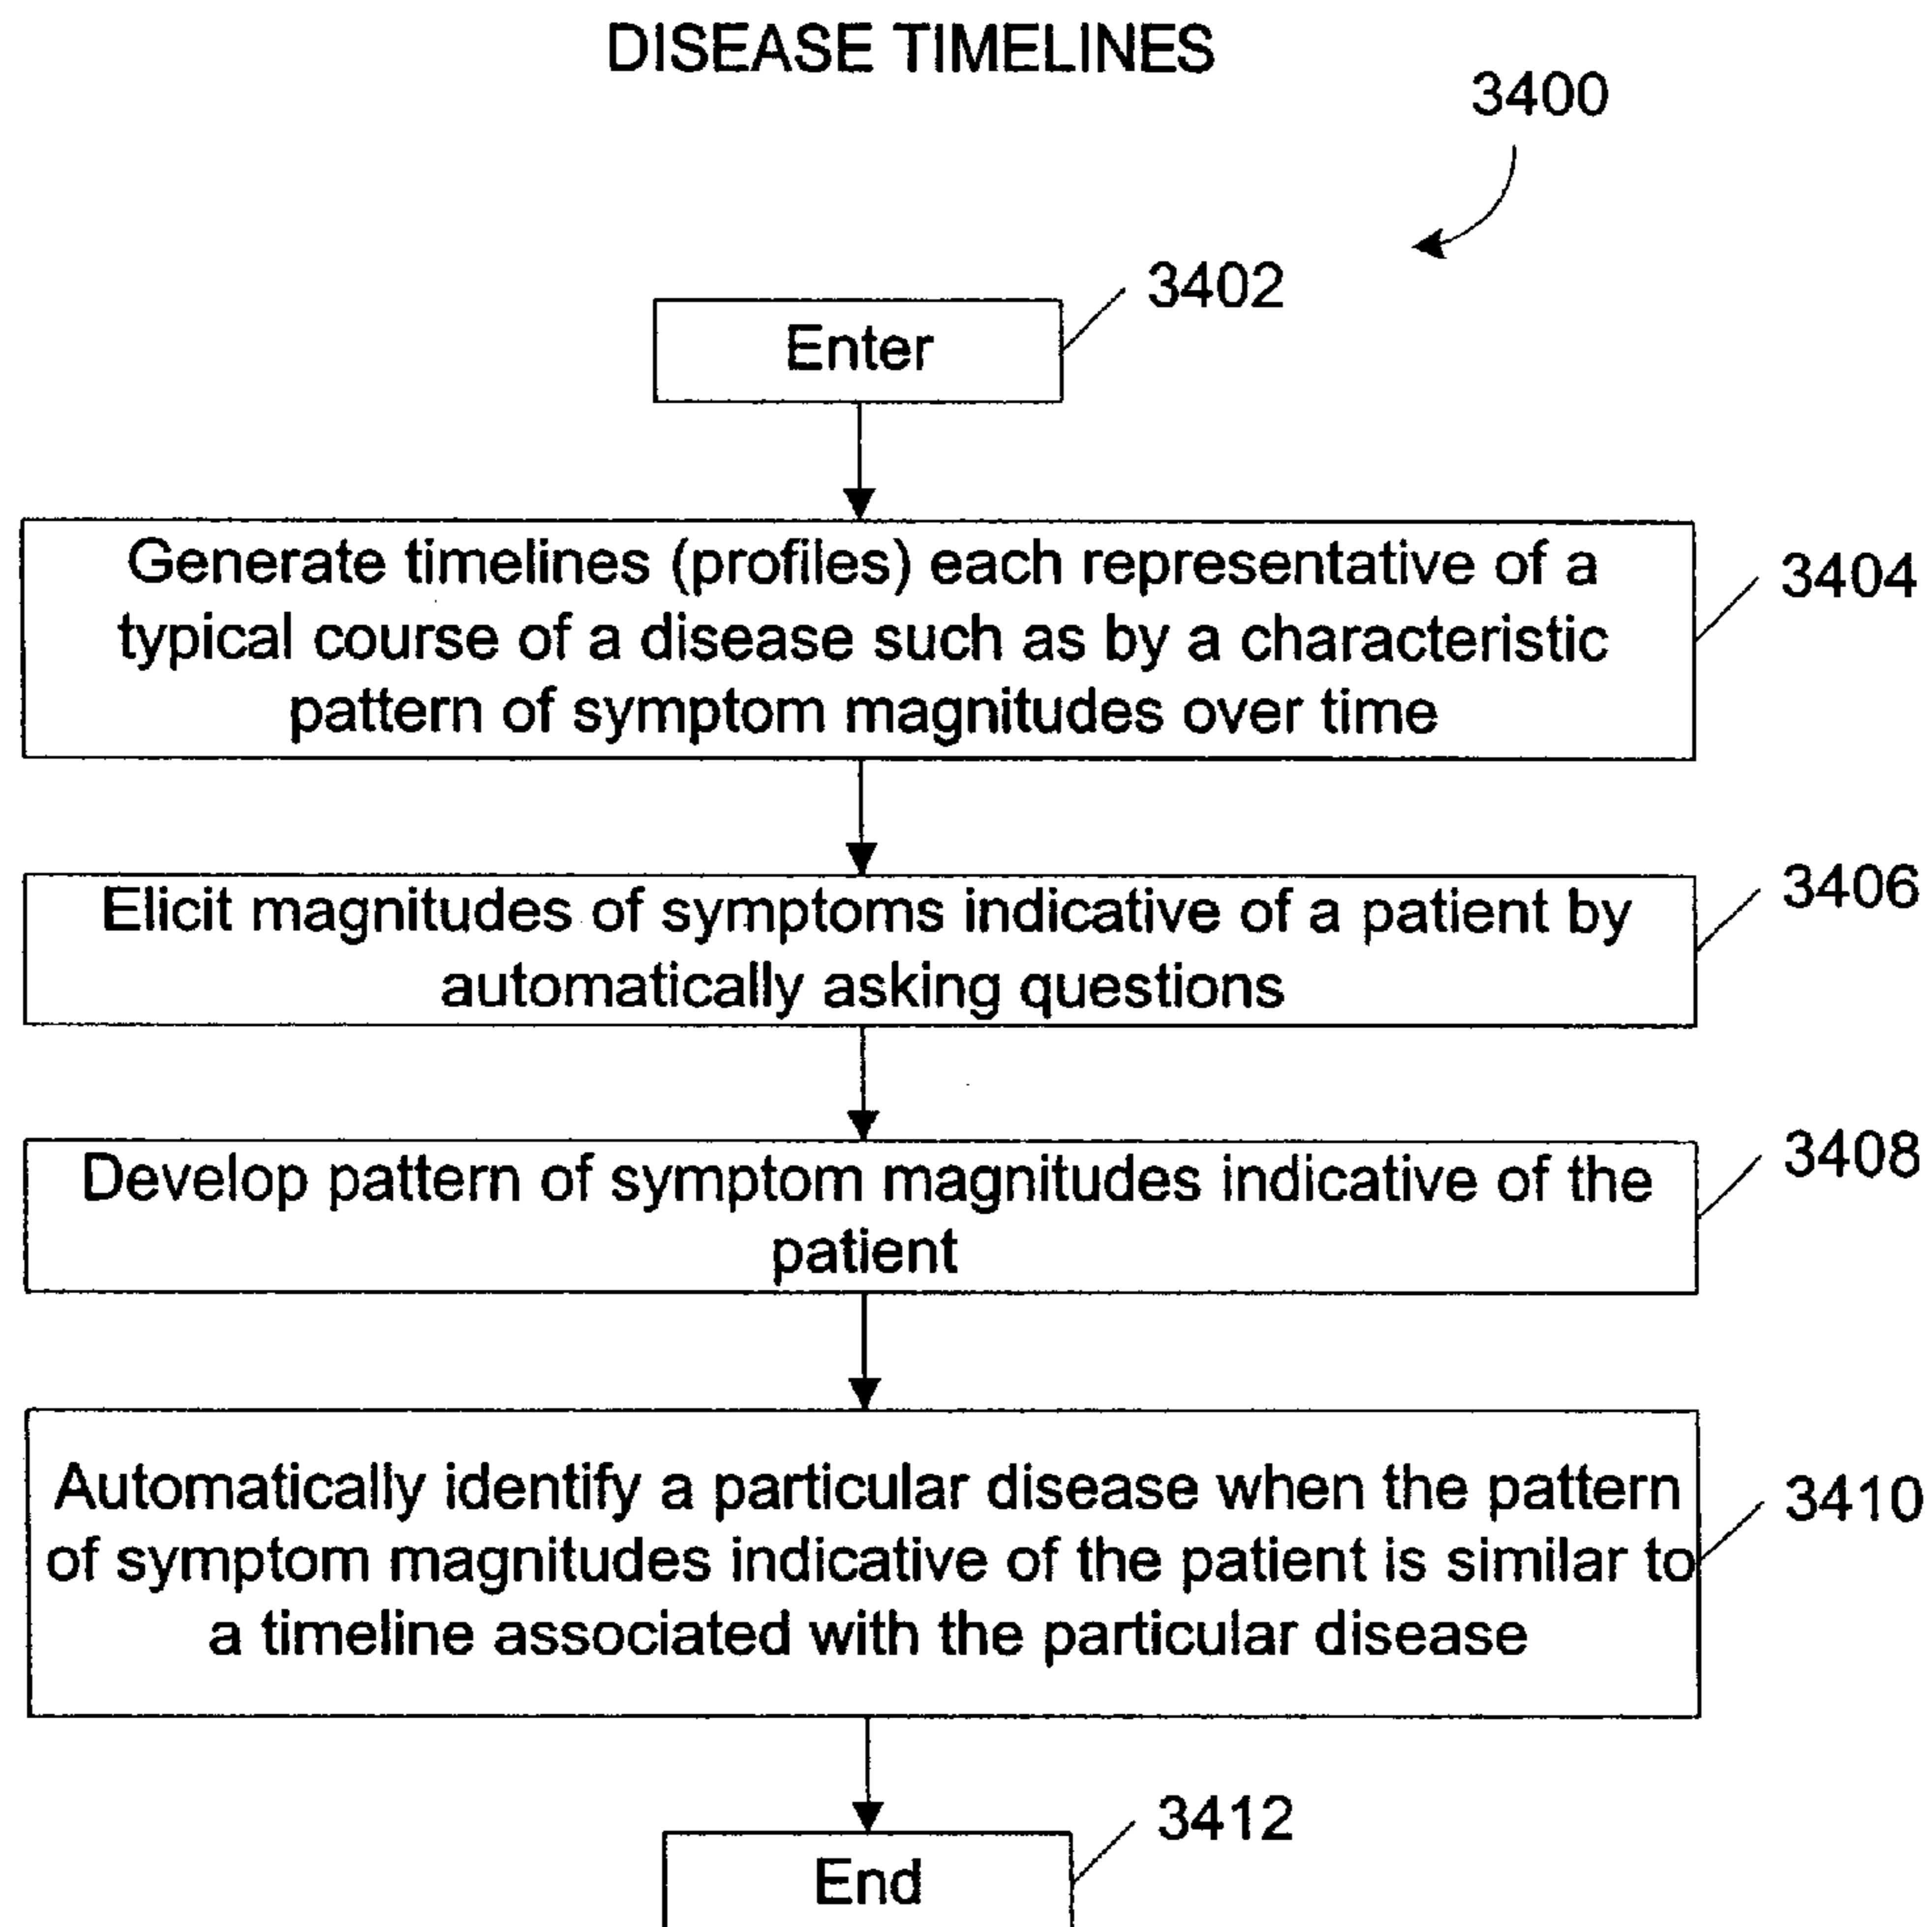 DISEASE TIMELINES
3400
3402
Enter
Generate timelines (profiles) each representative of a
typical course of a disease such as by a characteristic
pattern of symptom magnitudes over time
3404
Elicit magnitudes of symptoms indicative of a patient by
automatically asking questions
3406
Develop pattern of symptom magnitudes indicative of the
patient
3408
Automatically identify a particular disease when the pattern
of symptom magnitudes indicative of the patient is similar to
a timeline associated with the particular disease
3410
3412
End